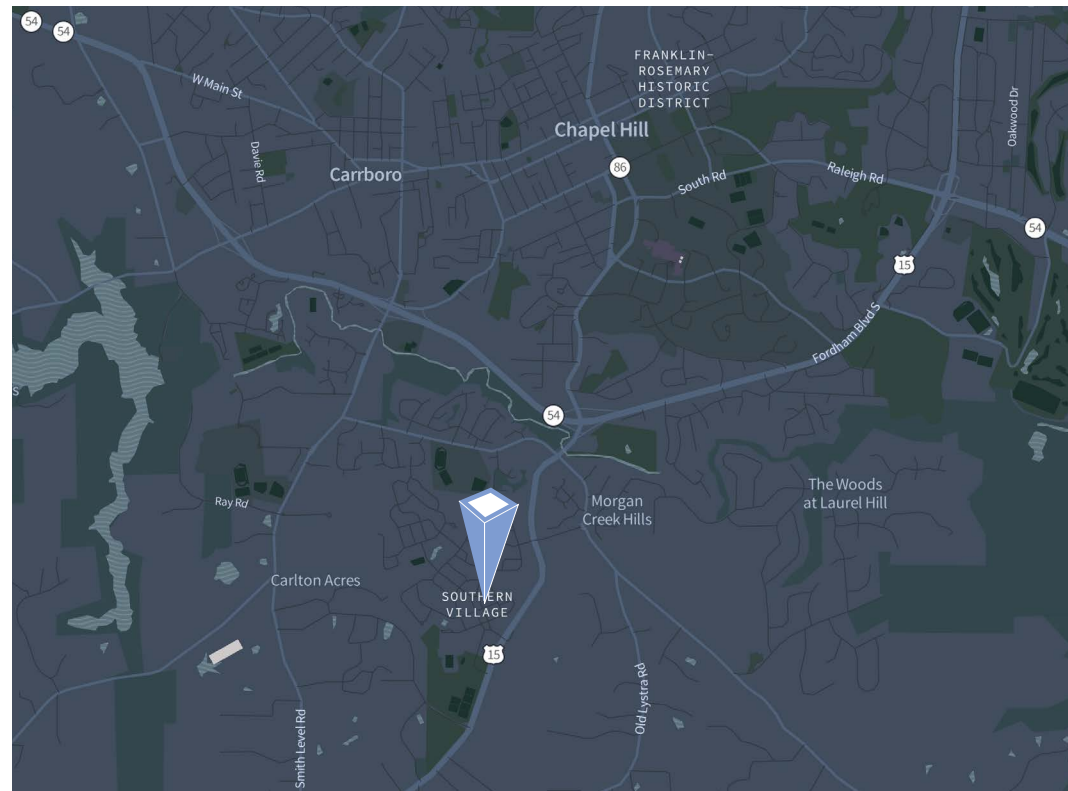 54
54
W Main St
FRANKLIN-
ROSEMARY
HISTORIC
DISTRICT
Oakwood Dr
Chapel Hill
Davie Rd
Carrboro
86
South Rd
Raleigh Rd
54
15
Fordham Blvd S
s
54
Ray Rd
Morgan
Creek Hills
The Woods
at Laurel Hill
Carlton Acres
SOUTHERN
VILLAGE
15
Old Lystra Rd
Smith Level Rd